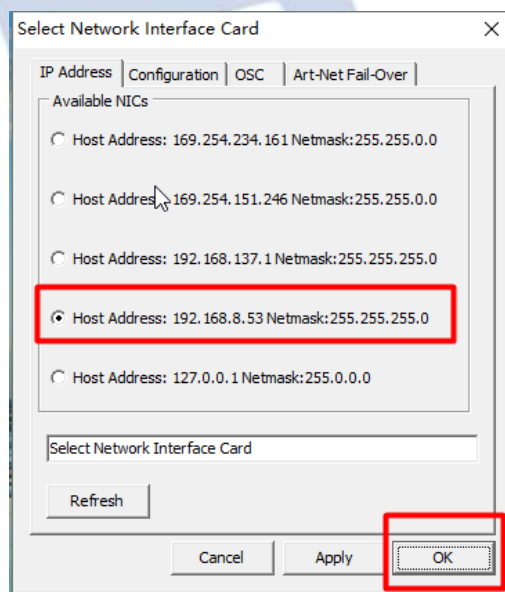 Select Network Interface Card
IP Address Configuration OSC Art-Net Fail-Over
Available NICs
Host Address: 169.254.234.161 Netmask:255.255.0.0
Host Address: 169.254.151.246 Netmask:255.255.0.0
Host Address: 192.168.137.1 Netmask:255.255.255.0
Host Address: 192.168.8.53 Netmask:255.255.255.0
Host Address: 127.0.0.1 Netmask:255.0.0.0
Select Network Interface Card
Refresh
Cancel Apply OK